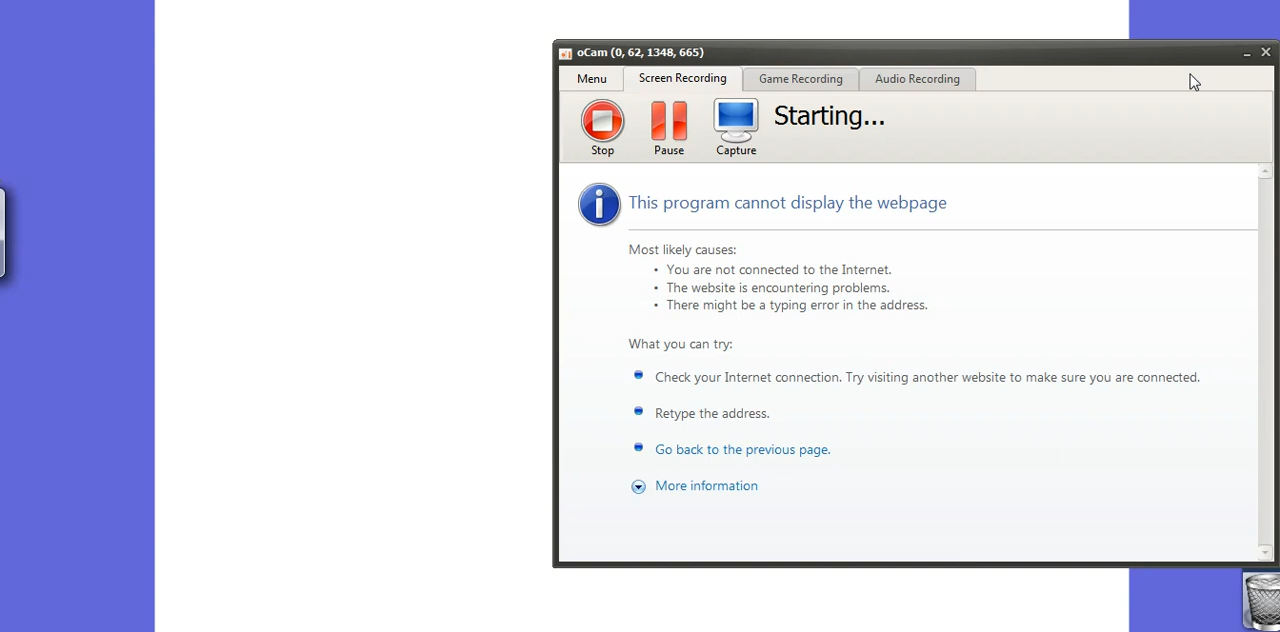 oCam (0, 62, 1348, 665)
Menu
Screen Recording
Game Recording
Audio Recording
Stop
Pause
Capture
Starting...
This program cannot display the webpage
Most likely causes:
• You are not connected to the Internet.
• The website is encountering problems.
• There might be a typing error in the address.
What you can try:
Check your Internet connection. Try visiting another website to make sure you are connected.
Retype the address.
Go back to the previous page.
More information